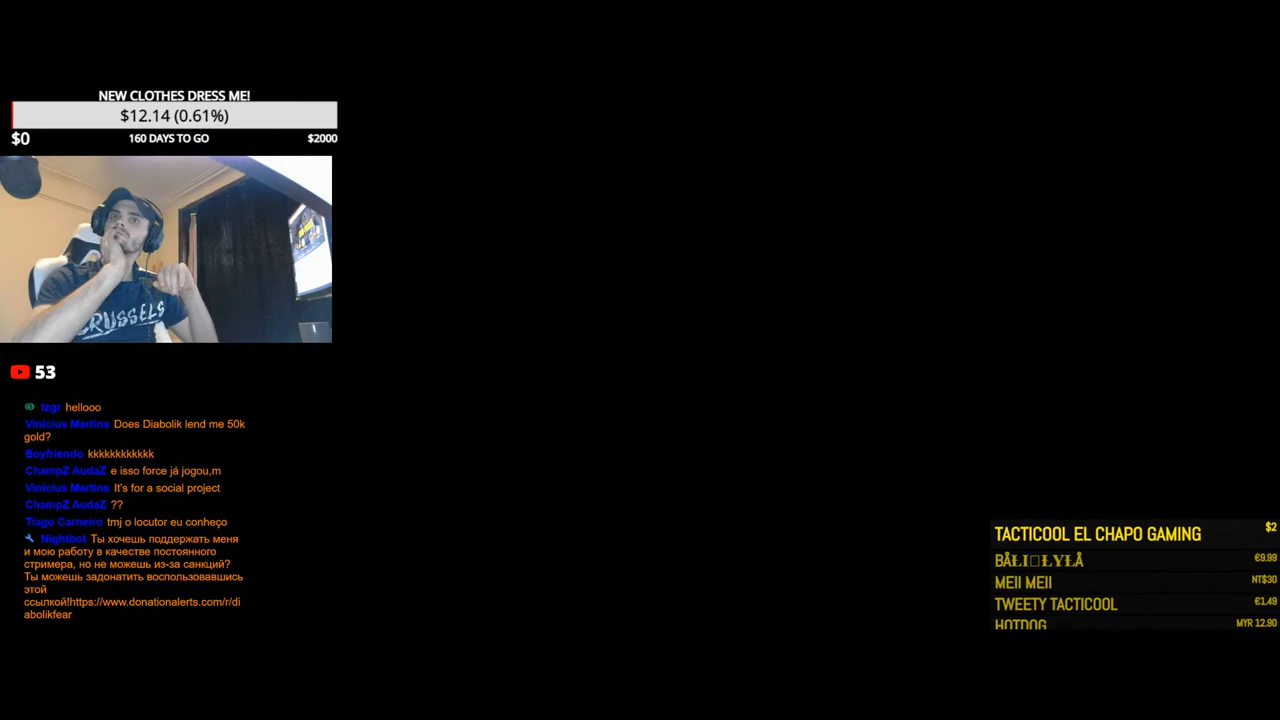 NEW CLOTHES DRESS ME!
$12.14 (0.61%)
$0 160 DAYS TO GO $2000
BRUSSELS
53
tzgr hellooo
Vinicius Martins Does Diabolik lend me 50k
gold?
Boyfriendo kkkkkkkkkkkk
ChampZ AudaZ e isso force já jogou,m
Vinicius Martins It's for a social project
ChampZ AudaZ ??
Tiago Carneiro tmj o locutor eu conheço
Nightbot Ты хочешь поддержать меня
и мою работу в качестве постоянного
стримера, но не можешь из-за санкций?
Ты можешь задонатить воспользовавшись
этой
ссылкой!https://www.donationalerts.com/r/di
abolikfear
TACTICOOL EL CHAPO GAMING $2
BÅŁI□ŁYŁÅ €9.99
MEII MEII NT$30
TWEETY TACTICOOL €1.49
HOTDOG MYR 12.90